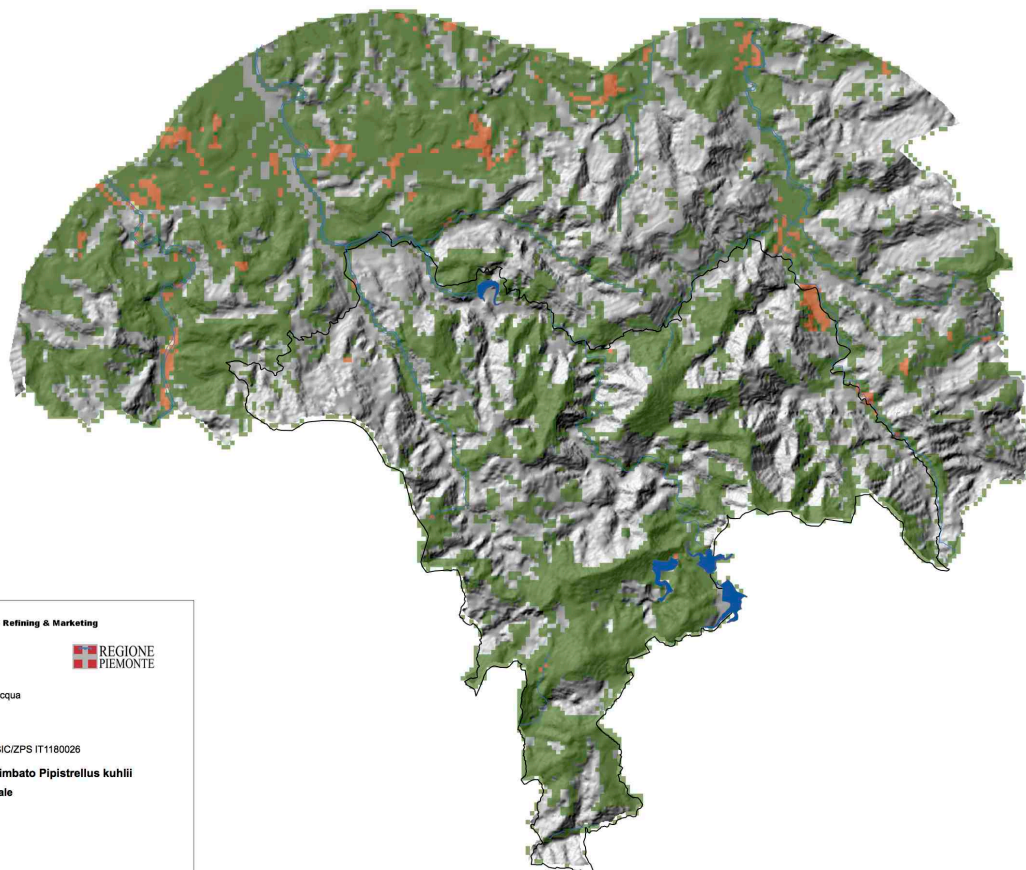 Refining & Marketing
REGIONE
PIEMONTE
cqua
SIC/ZPS IT1180026
imbato Pipistrellus kuhlii
ale